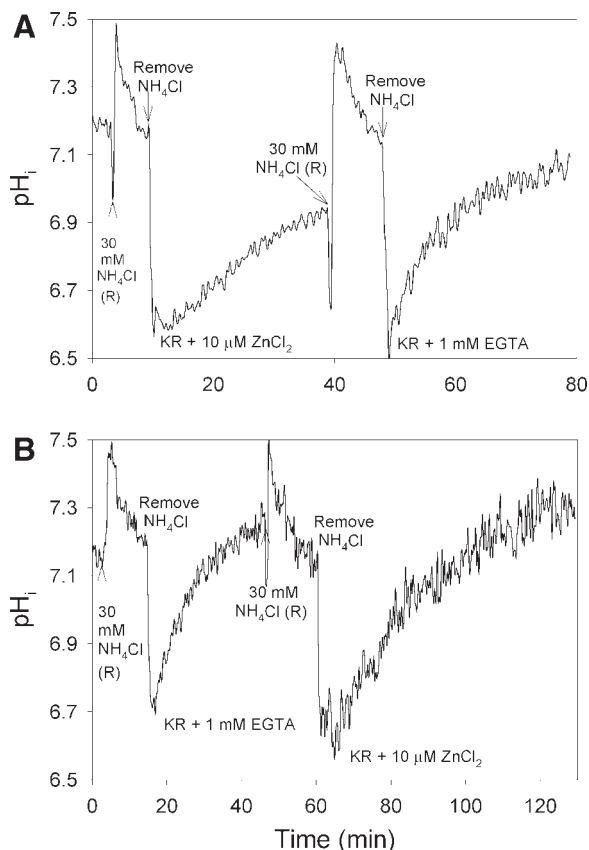 A
7.5
7.3
7.1
6.9
6.7
6.5
pHi
Remove
NH4Cl
Remove
NH4Cl
30 mM
NH4Cl (R)
30
mM
NH4Cl
(R)
KR + 10 μM ZnCl2
KR + 1 mM EGTA
0 20 40 60 80
B
7.5
7.3
7.1
6.9
6.7
6.5
pHi
Remove
NH4Cl
Remove
NH4Cl
30 mM
NH4Cl (R)
30
mM
NH4Cl
(R)
KR + 1 mM EGTA
KR + 10 μM ZnCl2
0 20 40 60 80 100 120
Time (min)